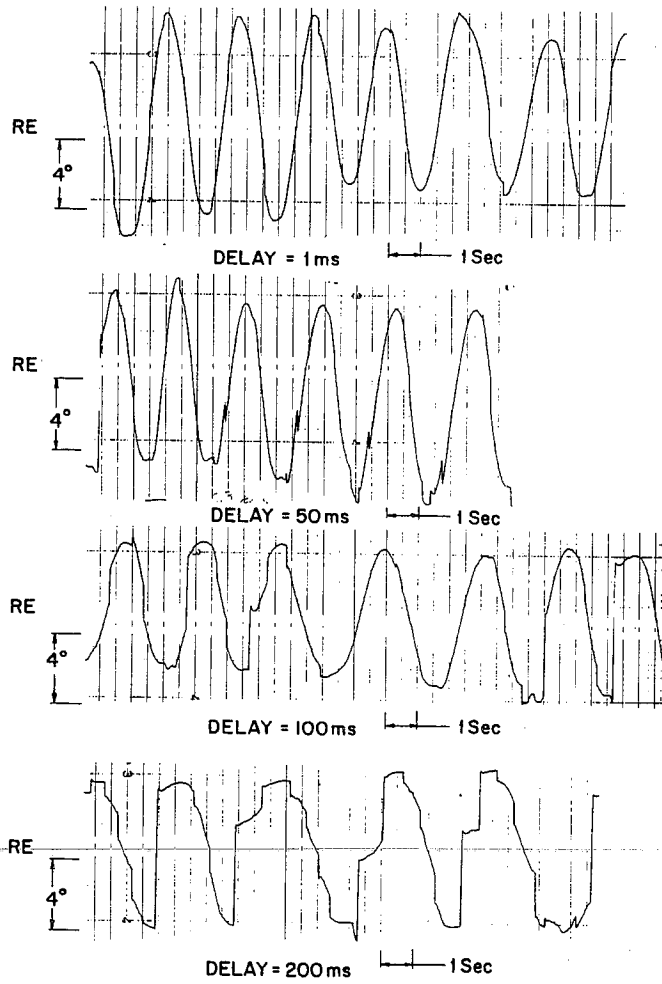 RE
4°
DELAY = 1ms 1 Sec
RE
4°
DELAY = 50ms 1 Sec
RE
4°
DELAY = 100ms 1 Sec
RE
4°
DELAY = 200ms 1 Sec